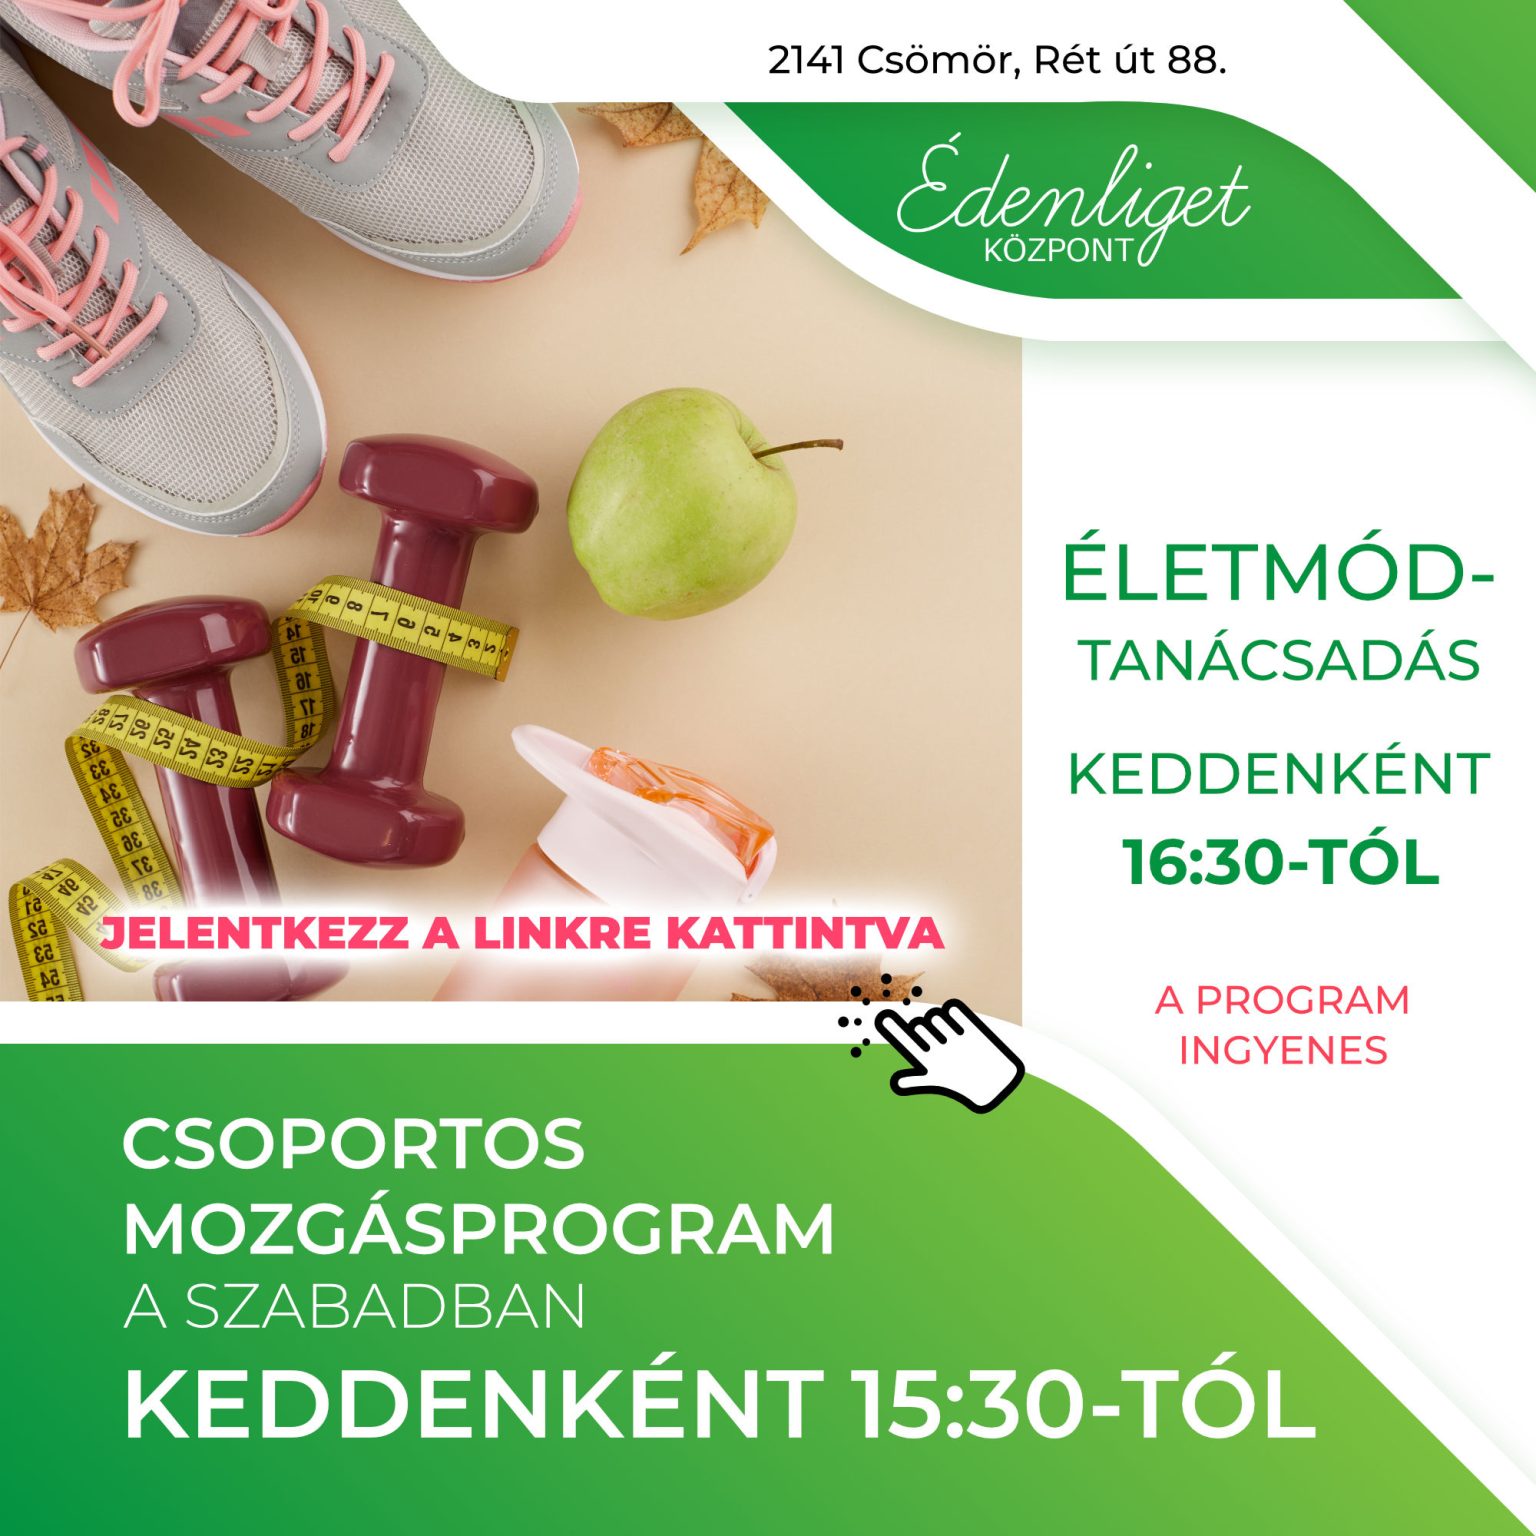 2141 Csömör, Rét út 88.
Édenliget
KÖZPONT
ÉLETMÓD-
TANÁCSADÁS
KEDDENKÉNT
16:30-TÓL
A PROGRAM
INGYENES
JELENTKEZZ A LINKRE KATTINTVA
CSOPORTOS
MOZGÁSPROGRAM
A SZABADBAN
KEDDENKÉNT 15:30-TÓL